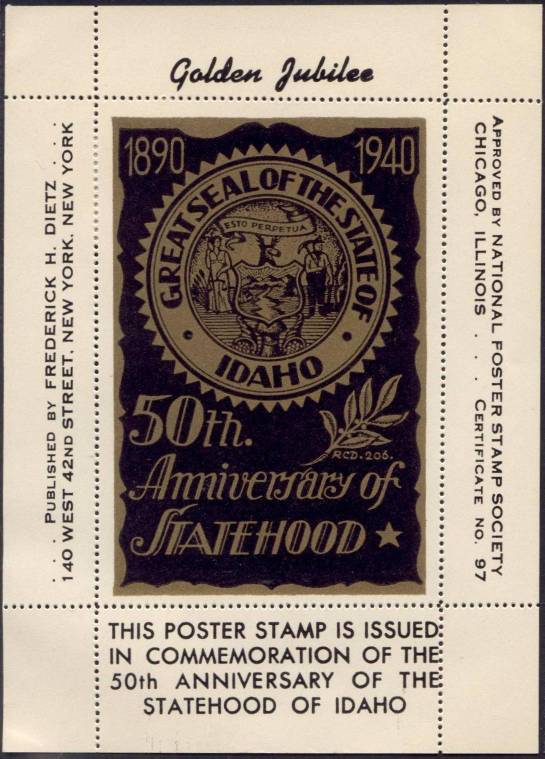 Golden Jubilee
. . . PUBLISHED BY FREDERICK H. DIETZ . . .
140 WEST 42ND STREET, NEW YORK, NEW YORK
1890 1940
GREAT SEAL OF THE STATE OF
ESTO PERPETUA
IDAHO
50th.
RCD. 206.
Anniversary of
STATEHOOD
APPROVED BY NATIONAL POSTER STAMP SOCIETY
CHICAGO, ILLINOIS . . . CERTIFICATE NO. 97
THIS POSTER STAMP IS ISSUED
IN COMMEMORATION OF THE
50th ANNIVERSARY OF THE
STATEHOOD OF IDAHO